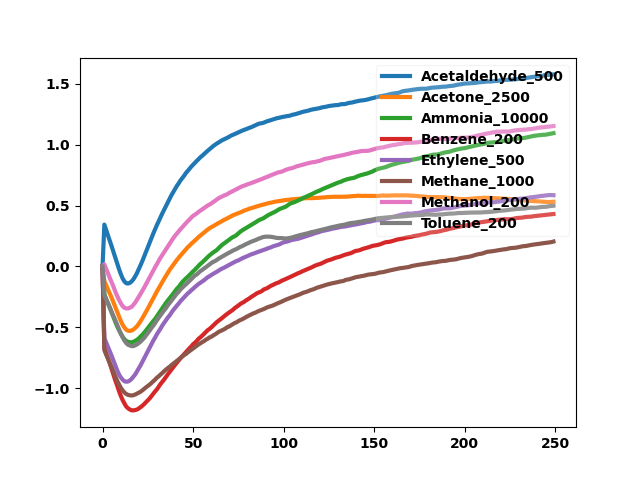 1.5
1.0
0.5
0.0
−0.5
−1.0
0 50 100 150 200 250
Acetaldehyde_500
Acetone_2500
Ammonia_10000
Benzene_200
Ethylene_500
Methane_1000
Methanol_200
Toluene_200